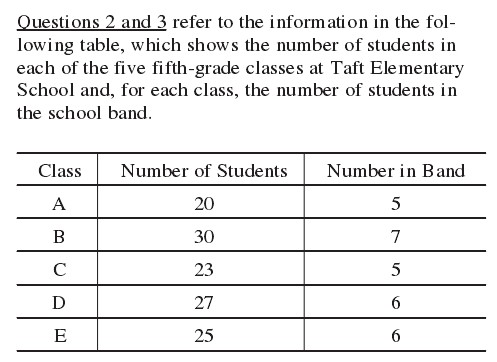 Questions 2 and 3 refer to the information in the fol-
lowing table, which shows the number of students in
each of the five fifth-grade classes at Taft Elementary
School and, for each class, the number of students in
the school band.
Class Number of Students Number in Band
A 20 5
B 30 7
C 23 5
D 27 6
E 25 6